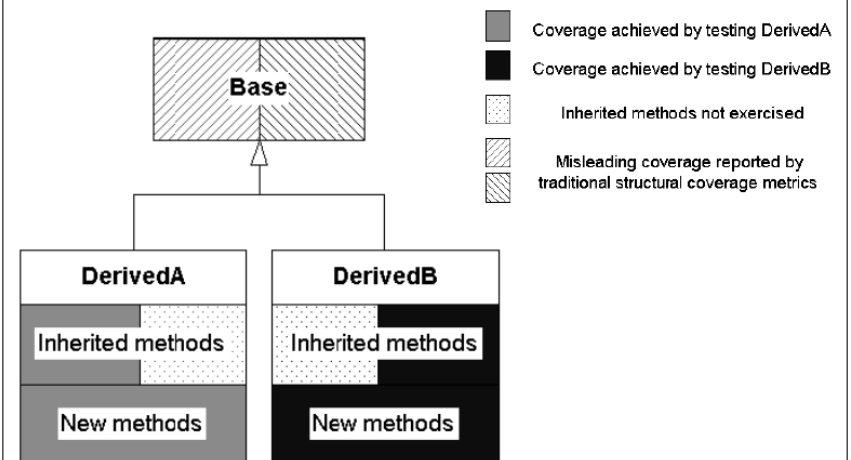 Base
Coverage achieved by testing DerivedA
Coverage achieved by testing DerivedB
Inherited methods not exercised
Misleading coverage reported by
traditional structural coverage metrics
DerivedA
Inherited methods
New methods
DerivedB
Inherited methods
New methods